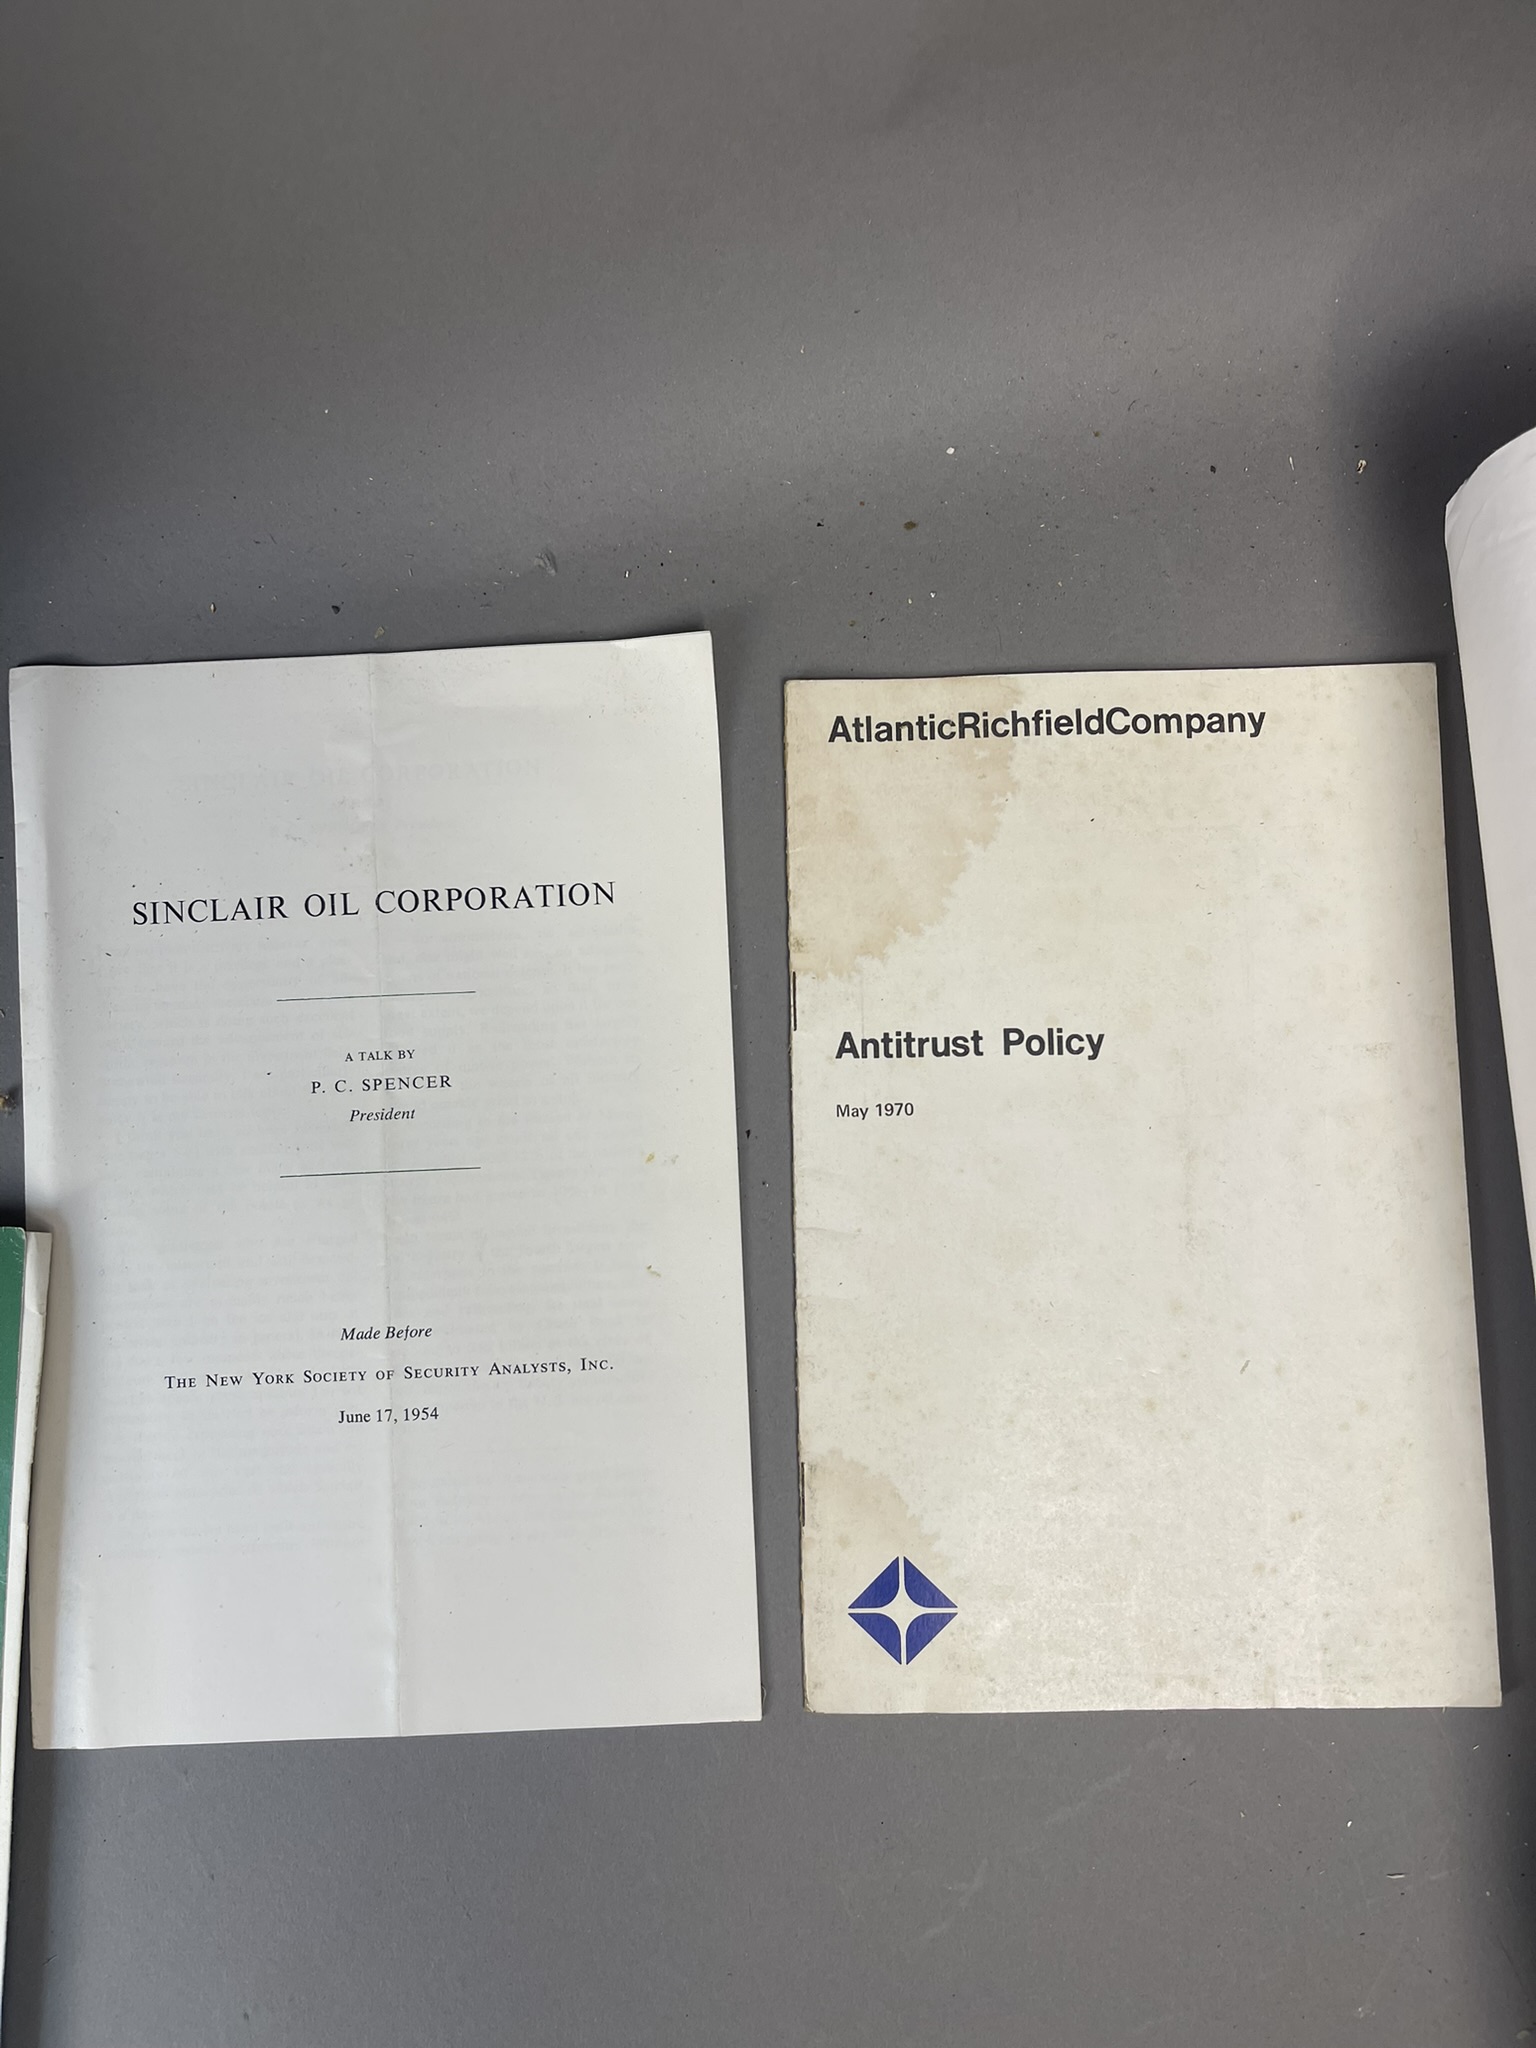 SINCLAIR OIL CORPORATION
A TALK BY
P. C. SPENCER
President
Made Before
THE NEW YORK SOCIETY OF SECURITY ANALYSTS, INC.
June 17, 1954
AtlanticRichfieldCompany
Antitrust Policy
May 1970